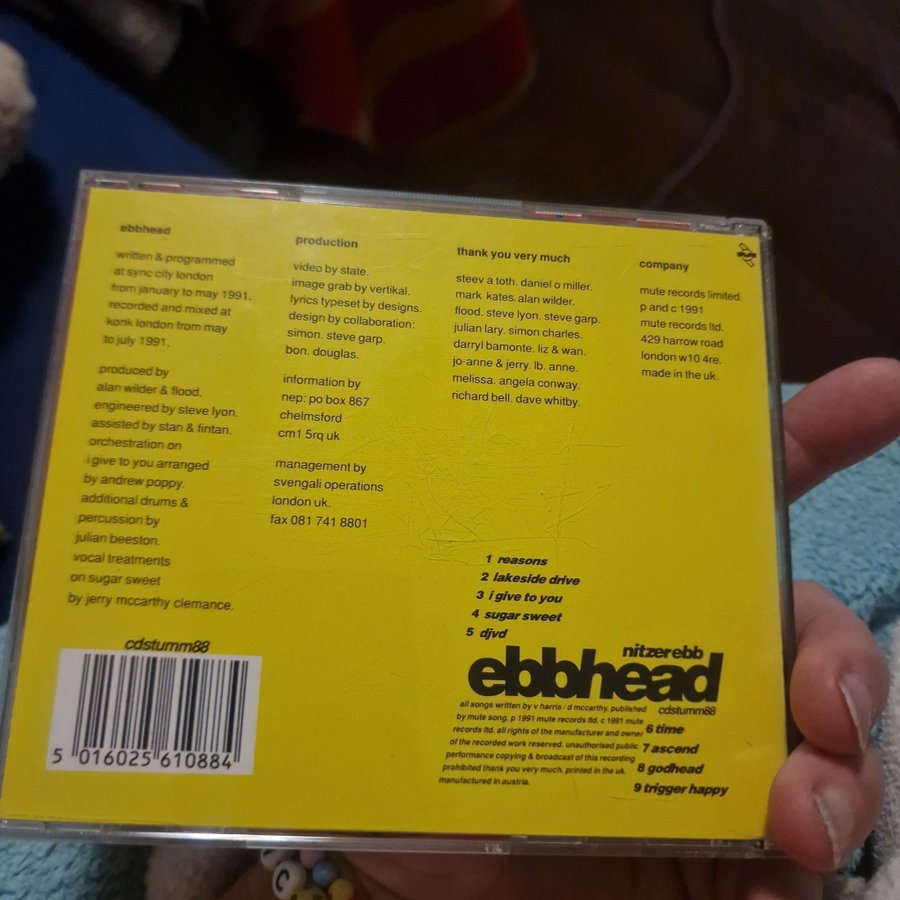 ebbhead
written & programmed
at sync city london
from january to may 1991.
recorded and mixed at
konk london from may
to july 1991.
produced by
alan wilder & flood.
engineered by steve lyon.
assisted by stan & fintan.
orchestration on
i give to you arranged
by andrew poppy.
additional drums &
percussion by
julian beeston.
vocal treatments
on sugar sweet
by jerry mccarthy clemance.
cdstumm88
5 016025 610884
production
video by state.
image grab by vertikal.
lyrics typeset by designs.
design by collaboration:
simon. steve garp.
bon. douglas.
information by
nep: po box 867
chelmsford
cm1 5rq uk
management by
svengali operations
london uk.
fax 081 741 8801
thank you very much
steev a toth. daniel o miller.
mark kates. alan wilder.
flood. steve lyon. steve garp.
julian lary. simon charles.
darryl bamonte. liz & wan.
jo-anne & jerry. lb. anne.
melissa. angela conway.
richard bell. dave whitby.
company
mute records limited.
p and c 1991
mute records ltd.
429 harrow road
london w10 4re.
made in the uk.
1 reasons
2 lakeside drive
3 i give to you
4 sugar sweet
5 djvd
nitzerebb
ebbhead
cdstumm88
all songs written by v harris / d mccarthy. published
by mute song. p 1991 mute records ltd. c 1991 mute
records ltd. all rights of the manufacturer and owner
of the recorded work reserved. unauthorised public
performance copying & broadcast of this recording
prohibited thank you very much. printed in the uk.
manufactured in austria.
6 time
7 ascend
8 godhead
9 trigger happy
C